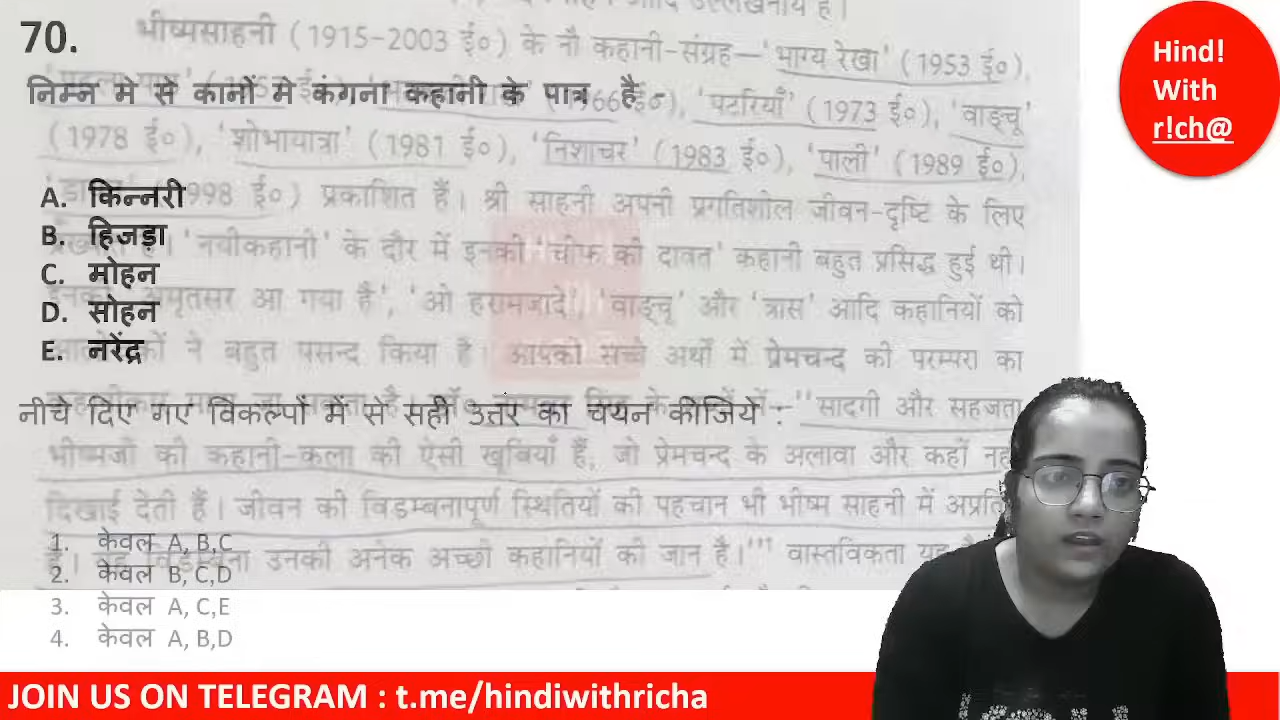 70.
भीष्मसाहनी (1915-2003 ई०) के नौ कहानी-संग्रह—'भाग्य रेखा' (1953 ई०),
निम्न मे से कानों मे कंगना कहानी के पात्र है -
'पटरियाँ' (1973 ई०), 'वाङ्चू'
(1978 ई०), 'शोभायात्रा' (1981 ई०), 'निशाचर' (1983 ई०), 'पाली' (1989 ई०),
A. किन्नरी
998 ई०) प्रकाशित हैं। श्री साहनी अपनी प्रगतिशील जीवन-दृष्टि के लिए
B. हिजड़ा
'नयीकहानी' के दौर में इनकी 'चीफ की दावत' कहानी बहुत प्रसिद्ध हुई थी।
C. मोहन
आ गया है', 'ओ हरामजादे', 'वाङ्चू' और 'त्रास' आदि कहानियों को
D. सोहन
E. नरेंद्र
ने बहुत पसन्द किया है। आपको सच्चे अर्थों में प्रेमचन्द की परम्परा का
नीचे दिए गए विकल्पों में से सही उत्तर का चयन कीजिये :-
"सादगी और सहजता
भीष्मजी की कहानी-कला की ऐसी खूबियाँ हैं, जो प्रेमचन्द के अलावा और कहीं नहीं
दिखाई देती हैं। जीवन की विडम्बनापूर्ण स्थितियों की पहचान भी भीष्म साहनी में
1. केवल A, B,C
उनकी अनेक अच्छी कहानियों की जान है।""1 वास्तविकता यह
2. केवल B, C,D
3. केवल A, C,E
4. केवल A, B,D
Hind!
With
r!ch@
JOIN US ON TELEGRAM : t.me/hindiwithricha